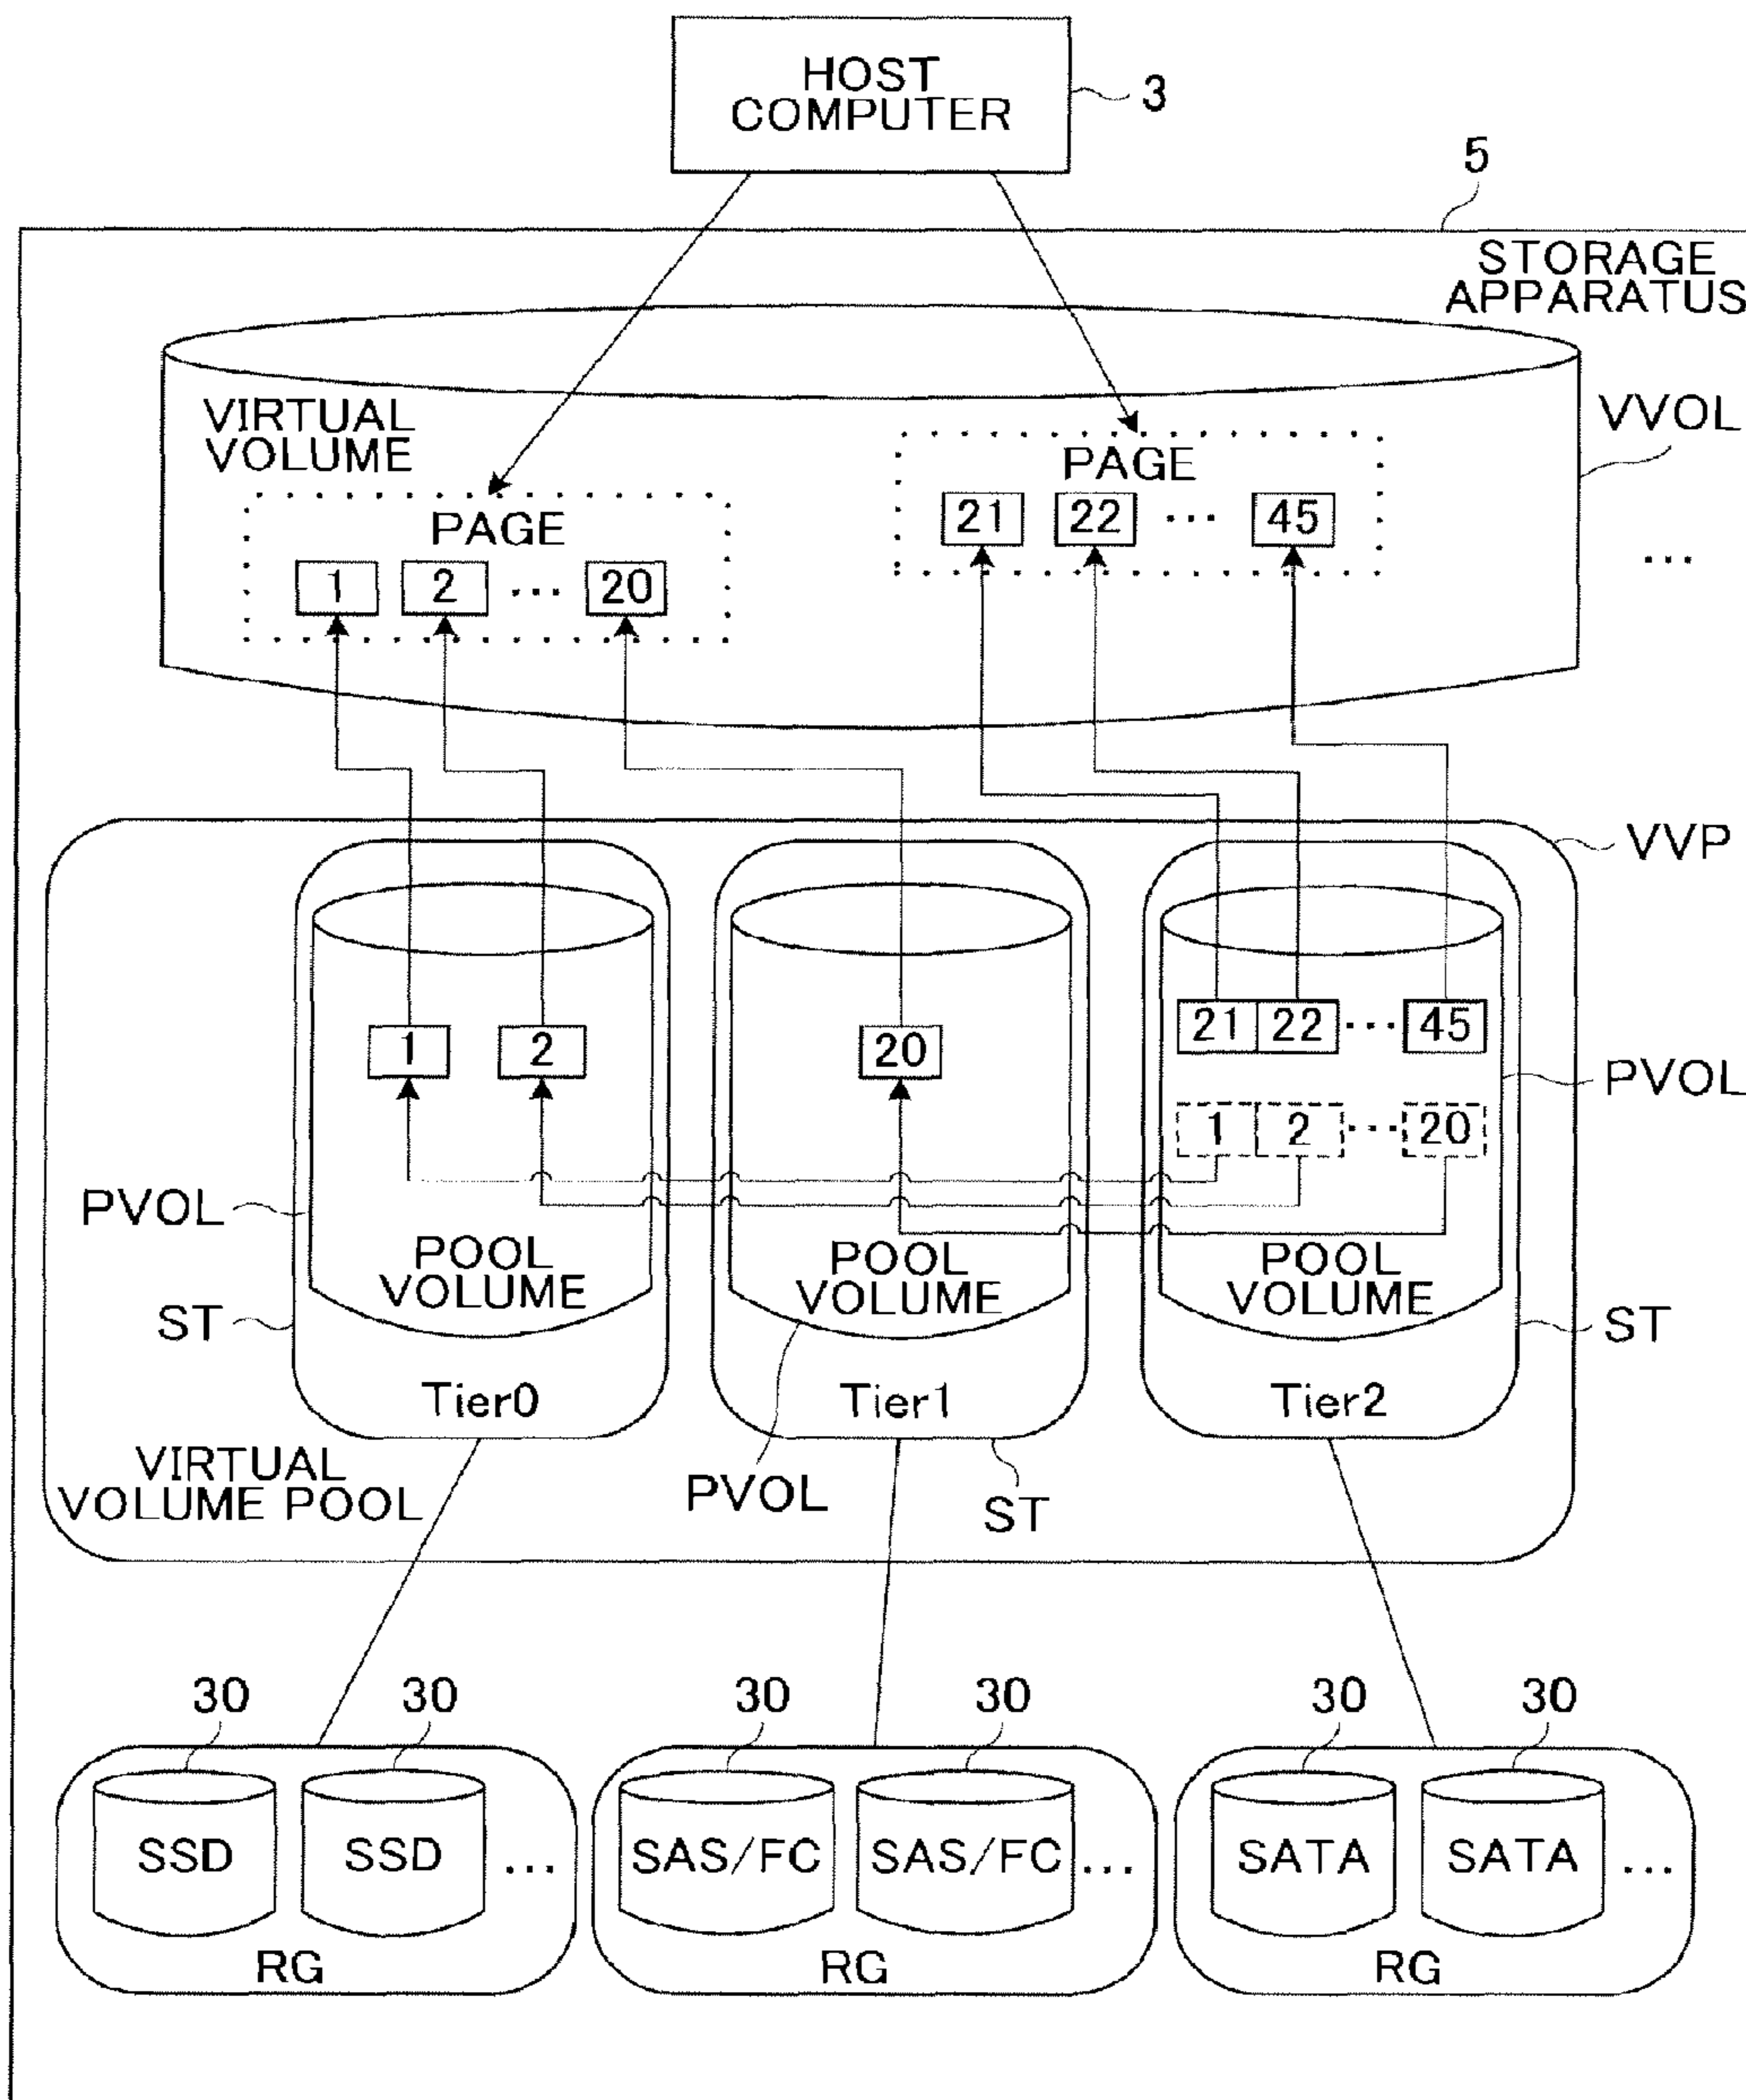 HOST
COMPUTER
3
5
STORAGE
APPARATUS
VIRTUAL
VOLUME
VVOL
PAGE
21 22 ... 45
PAGE
1 2 ... 20
...
VVP
1 2
20
21 22 ... 45
PVOL
1 2 ... 20
PVOL
POOL
VOLUME
POOL
VOLUME
POOL
VOLUME
ST
ST
Tier0
Tier1
Tier2
VIRTUAL
VOLUME POOL
PVOL
ST
30 30 30 30 30 30
SSD SSD ...
SAS/FC SAS/FC ...
SATA SATA ...
RG
RG
RG